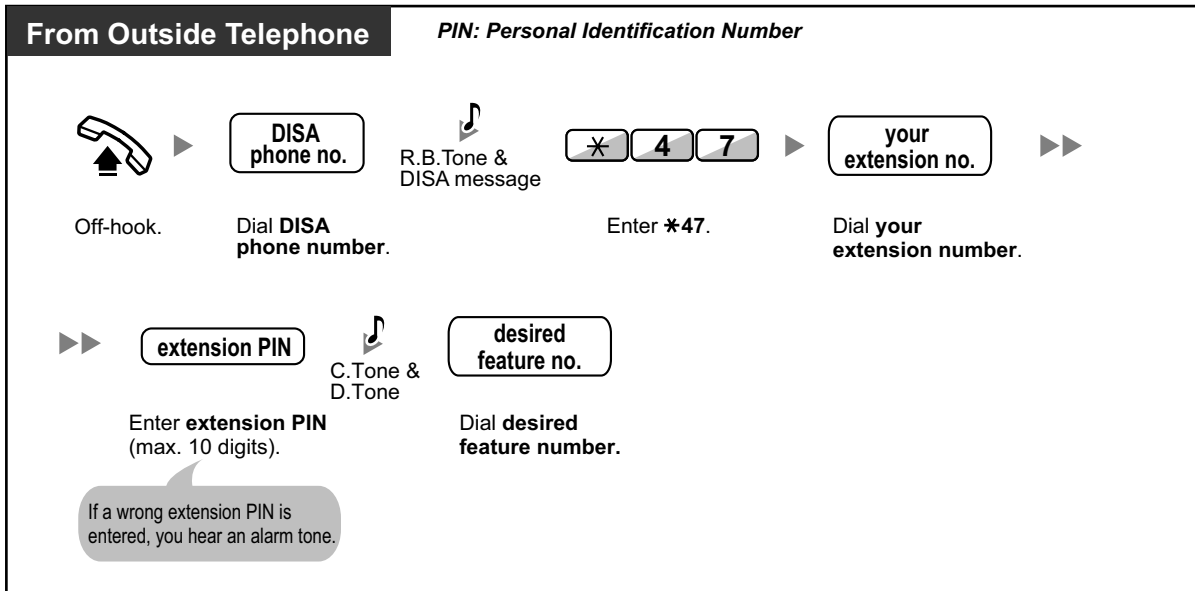 From Outside Telephone
PIN: Personal Identification Number
DISA
phone no.
R.B.Tone &
DISA message
* 4 7
your
extension no.
Off-hook.
Dial DISA
phone number.
Enter *47.
Dial your
extension number.
extension PIN
C.Tone &
D.Tone
desired
feature no.
Enter extension PIN
(max. 10 digits).
Dial desired
feature number.
If a wrong extension PIN is
entered, you hear an alarm tone.